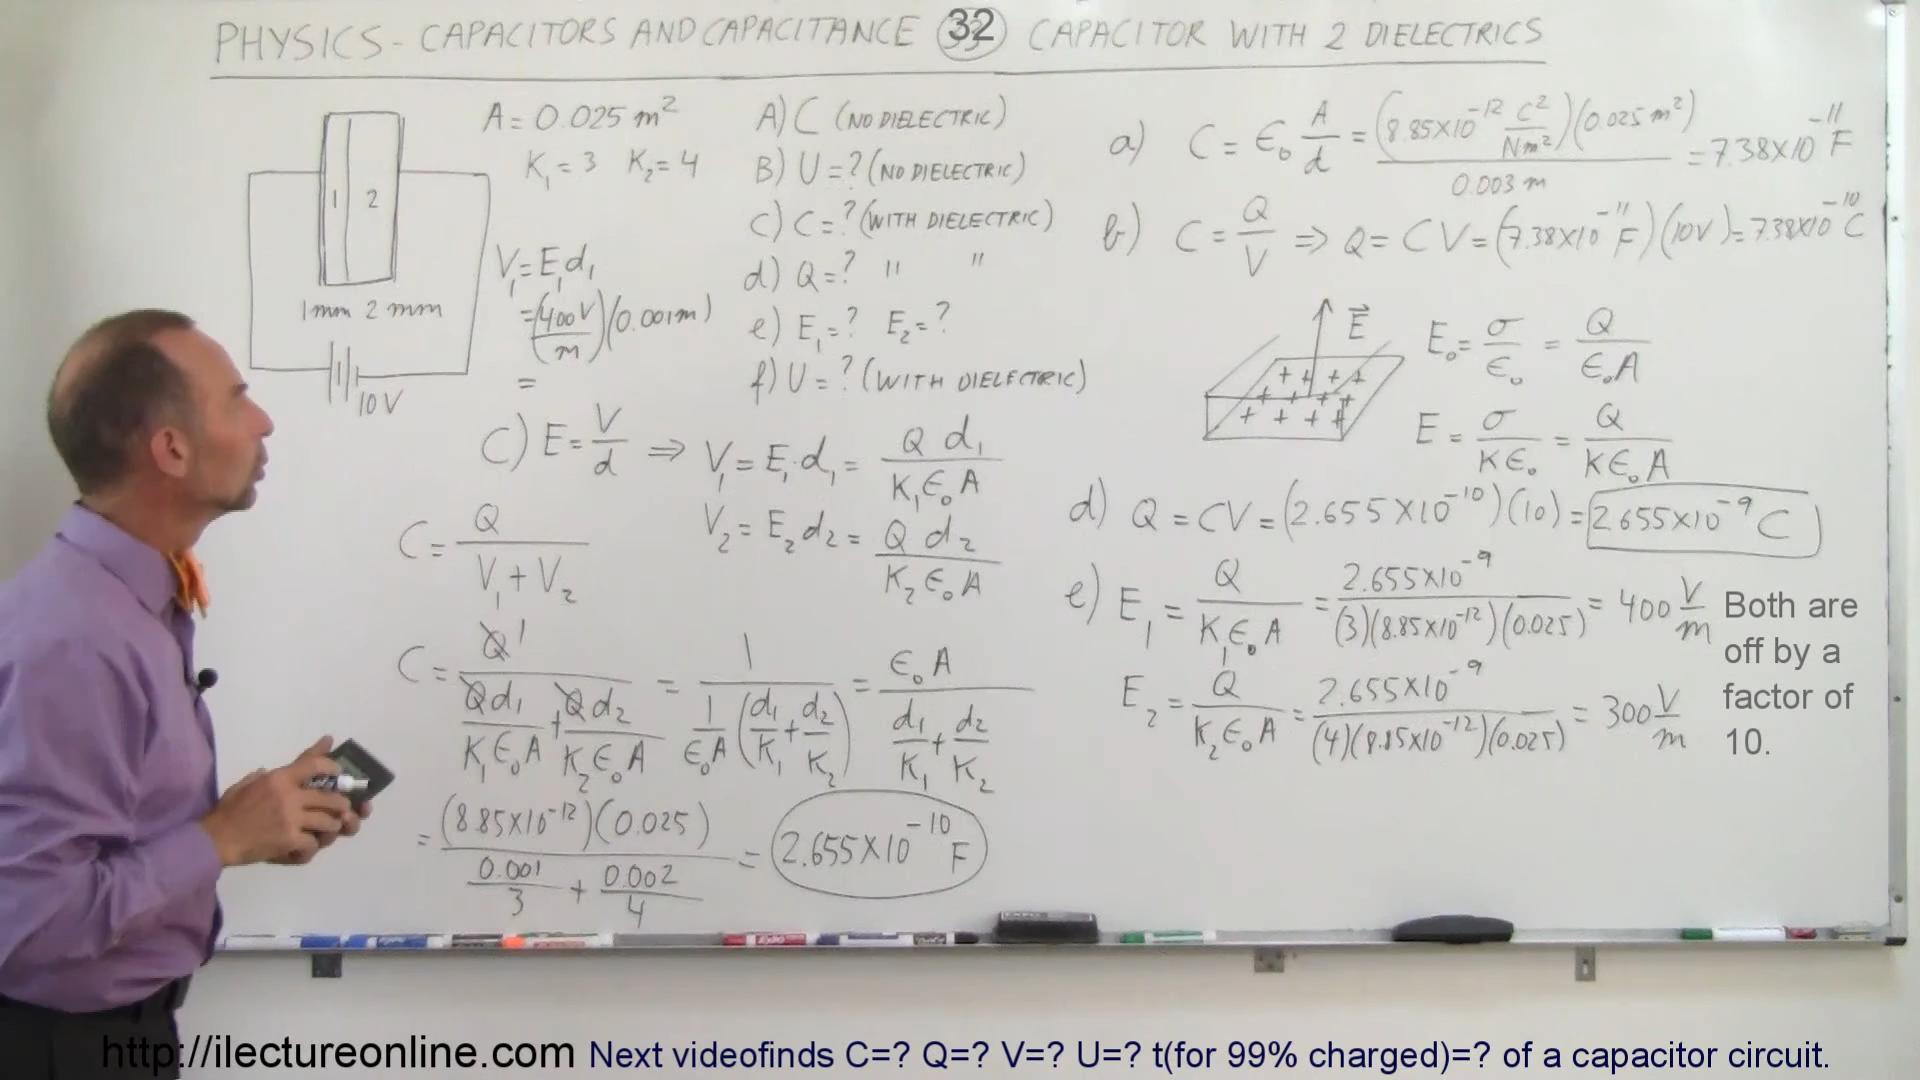 PHYSICS - CAPACITORS AND CAPACITANCE 32 CAPACITOR WITH 2 DIELECTRICS
1 2
1mm 2 mm
10V
A = 0.025 m²
K₁ = 3 K₂ = 4
V₁ = E₁d₁
= (400 V/m)(0.001m)
=
A) C (NO DIELECTRIC)
B) U = ? (NO DIELECTRIC)
c) C = ? (WITH DIELECTRIC)
d) Q = ? " "
e) E₁ = ? E₂ = ?
f) U = ? (WITH DIELECTRIC)
C) E = V/d ⇒ V₁ = E₁·d₁ = Q d₁ / K₁ε₀A
V₂ = E₂d₂ = Q d₂ / K₂ε₀A
C = Q / V₁ + V₂
C = Q 1 / Qd₁/K₁ε₀A + Qd₂/K₂ε₀A = 1 / 1/ε₀A (d₁/K₁ + d₂/K₂) = ε₀A / d₁/K₁ + d₂/K₂
= (8.85×10⁻¹²)(0.025) / 0.001/3 + 0.002/4 = 2.655×10⁻¹⁰ F
a) C = ε₀ A/d = (8.85×10⁻¹² C²/Nm²)(0.025 m²) / 0.003 m = 7.38×10⁻¹¹ F
b) C = Q/V ⇒ Q = CV = (7.38×10⁻¹¹ F)(10V) = 7.38×10⁻¹⁰ C
E⃗
+ + + +
+ + + +
+ + + +
E₀ = σ/ε₀ = Q/ε₀A
E = σ/Kε₀ = Q/Kε₀A
d) Q = CV = (2.655×10⁻¹⁰)(10) = 2.655×10⁻⁹ C
e) E₁ = Q/K₁ε₀A = 2.655×10⁻⁹ / (3)(8.85×10⁻¹²)(0.025) = 400 V/m
E₂ = Q/K₂ε₀A = 2.655×10⁻⁹ / (4)(8.85×10⁻¹²)(0.025) = 300 V/m
Both are
off by a
factor of
10.
http://ilectureonline.com Next videofinds C=? Q=? V=? U=? t(for 99% charged)=? of a capacitor circuit.